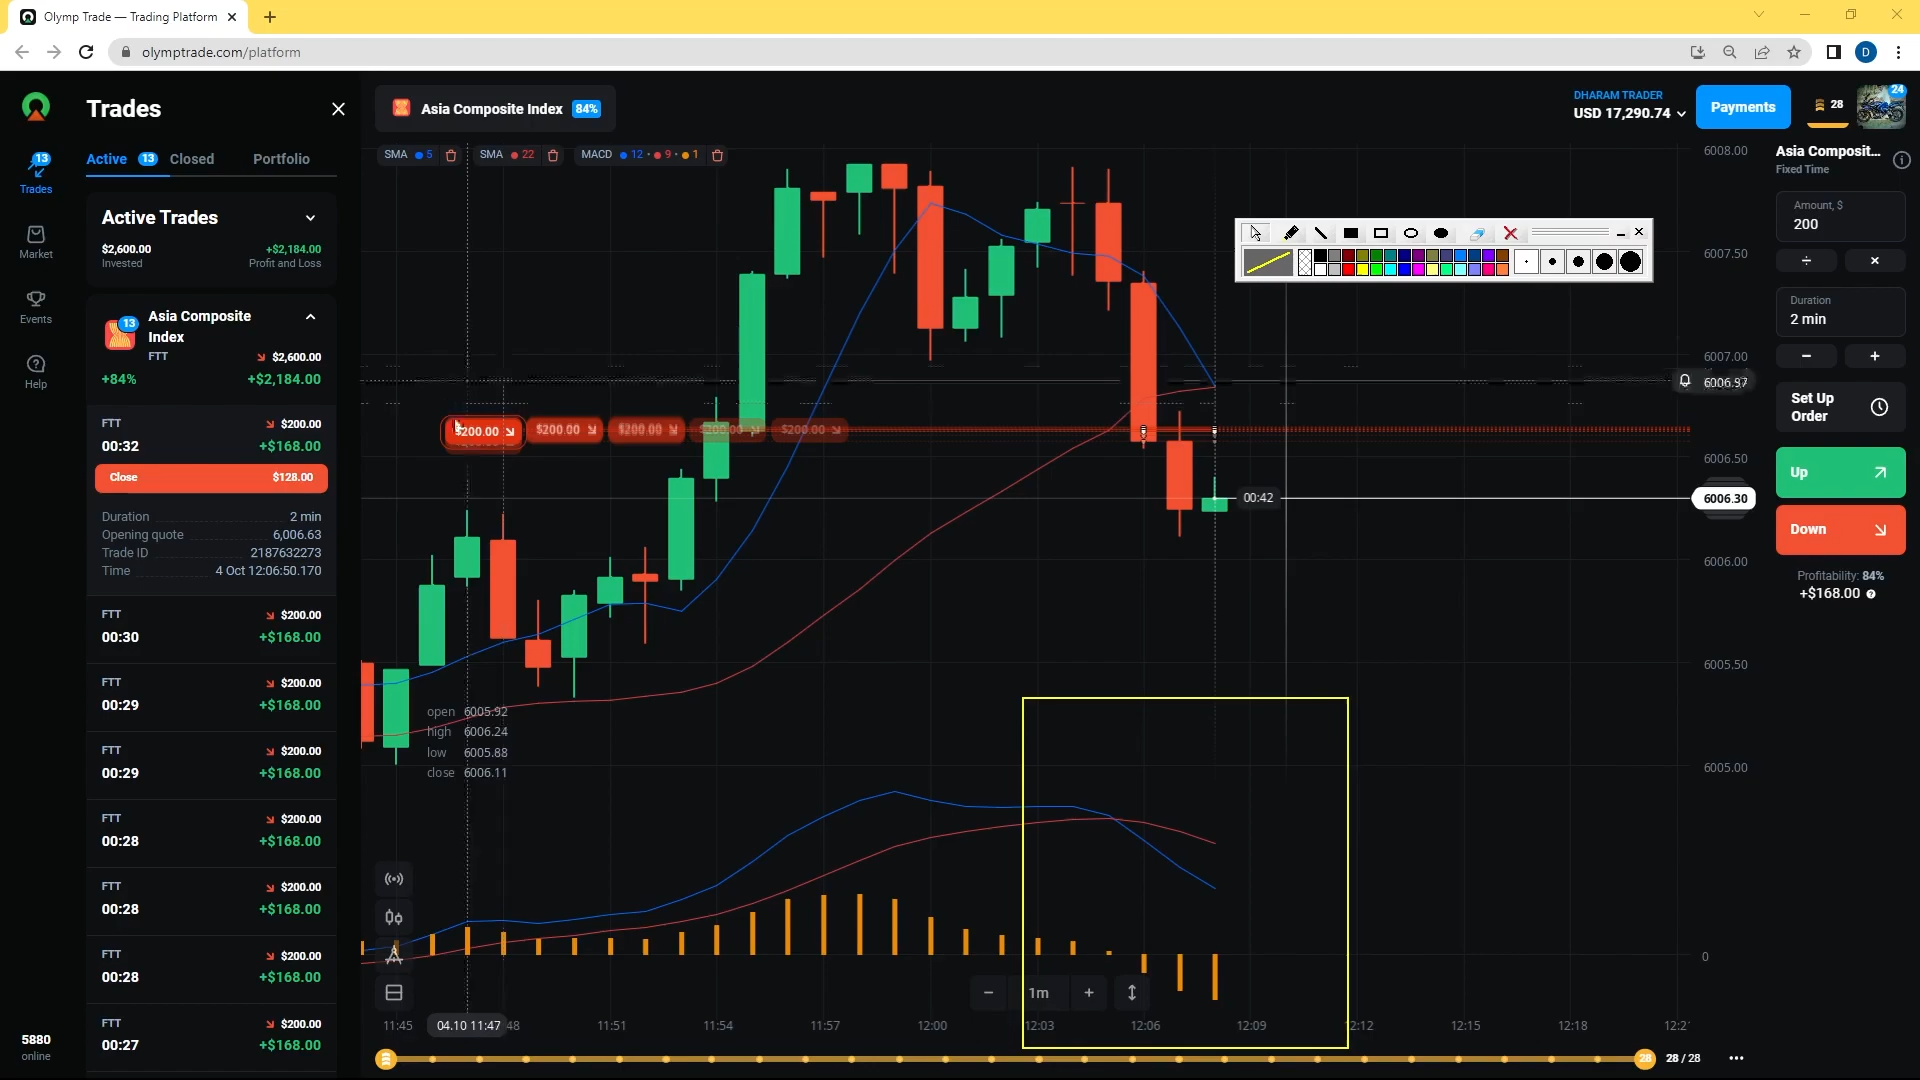 Olymp Trade — Trading Platform
olymptrade.com/platform
D
Trades
Active 13 Closed Portfolio
Active Trades
$2,600.00 +$2,184.00
Invested Profit and Loss
13 Asia Composite Index
FTT $2,600.00
+84% +$2,184.00
FTT $200.00
00:32 +$168.00
Close $128.00
Duration 2 min
Opening quote 6,006.63
Trade ID 2187632273
Time 4 Oct 12:06:50.170
FTT $200.00
00:30 +$168.00
FTT $200.00
00:29 +$168.00
FTT $200.00
00:29 +$168.00
FTT $200.00
00:28 +$168.00
FTT $200.00
00:28 +$168.00
FTT $200.00
00:28 +$168.00
FTT $200.00
00:27 +$168.00
13
Trades
Market
Events
Help
5880
online
Asia Composite Index 84%
SMA 5 SMA 22 MACD 12 · 9 · 1
$200.00 $200.00 $200.00 $200.00 $200.00
open 6005.92
high 6006.24
low 6005.88
close 6006.11
00:42
6008.00
6007.50
6007.00
6006.97
6006.50
6006.30
6006.00
6005.50
6005.00
0
1m
11:45 04.10 11:47 48 11:51 11:54 11:57 12:00 12:03 12:06 12:09 12:12 12:15 12:18 12:2
28 28 / 28
DHARAM TRADER
USD 17,290.74
Payments
28
24
Asia Composit...
Fixed Time
Amount, $
200
Duration
2 min
Set Up
Order
Up
Down
Profitability: 84%
+$168.00